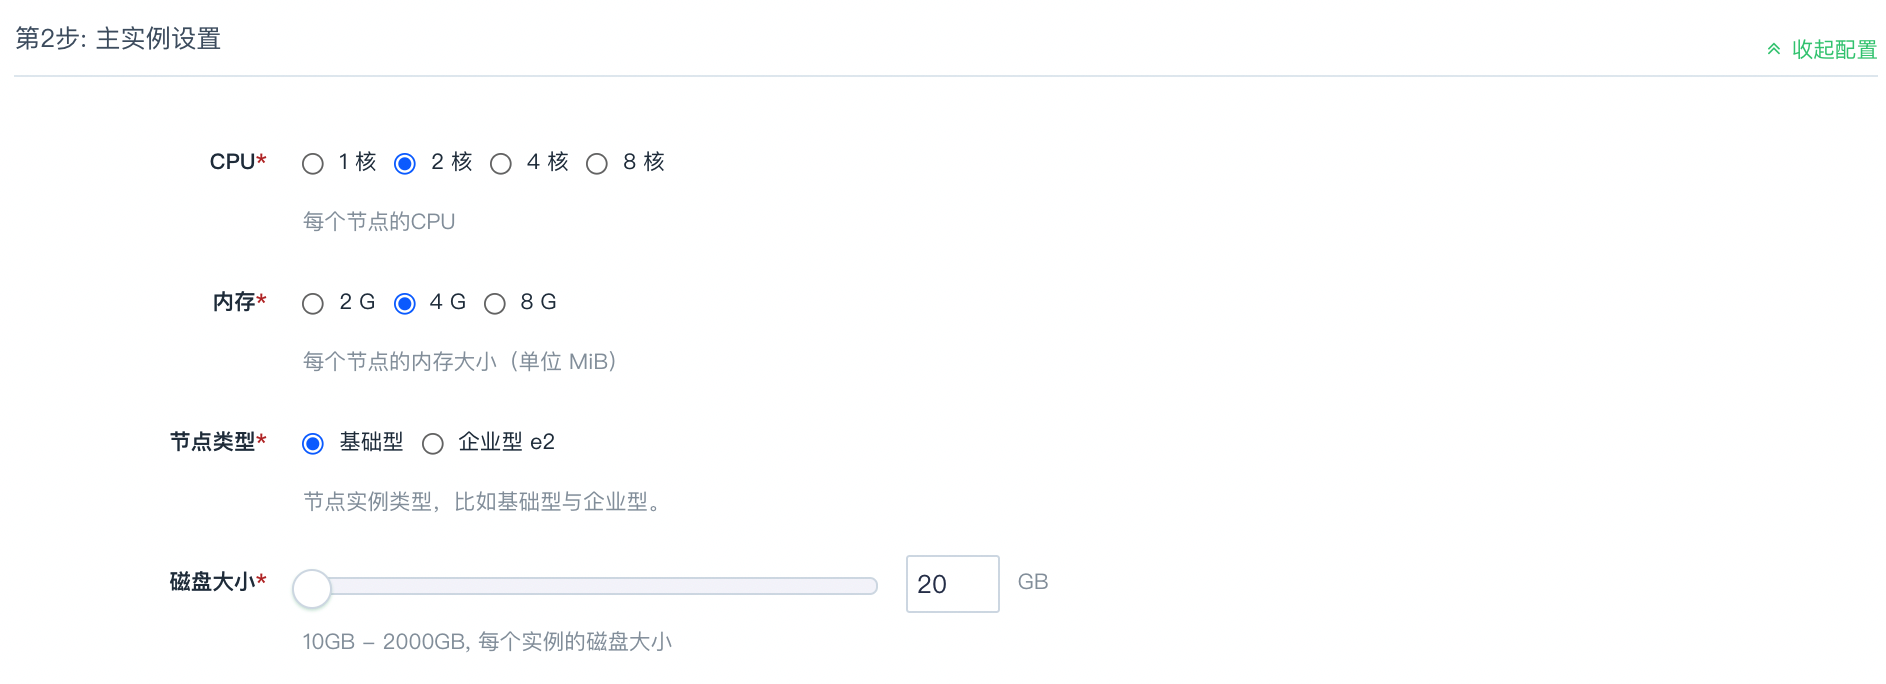 第2步: 主实例设置
收起配置
CPU* 1 核 2 核 4 核 8 核
每个节点的CPU
内存* 2 G 4 G 8 G
每个节点的内存大小（单位 MiB）
节点类型* 基础型 企业型 e2
节点实例类型，比如基础型与企业型。
磁盘大小* 20 GB
10GB – 2000GB, 每个实例的磁盘大小